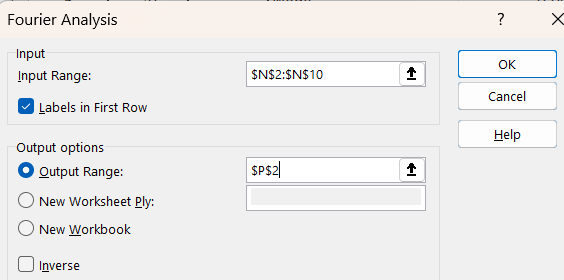 Fourier Analysis ?
Input
Input Range: $N$2:$N$10
Labels in First Row
OK
Cancel
Help
Output options
Output Range: $P$2
New Worksheet Ply:
New Workbook
Inverse